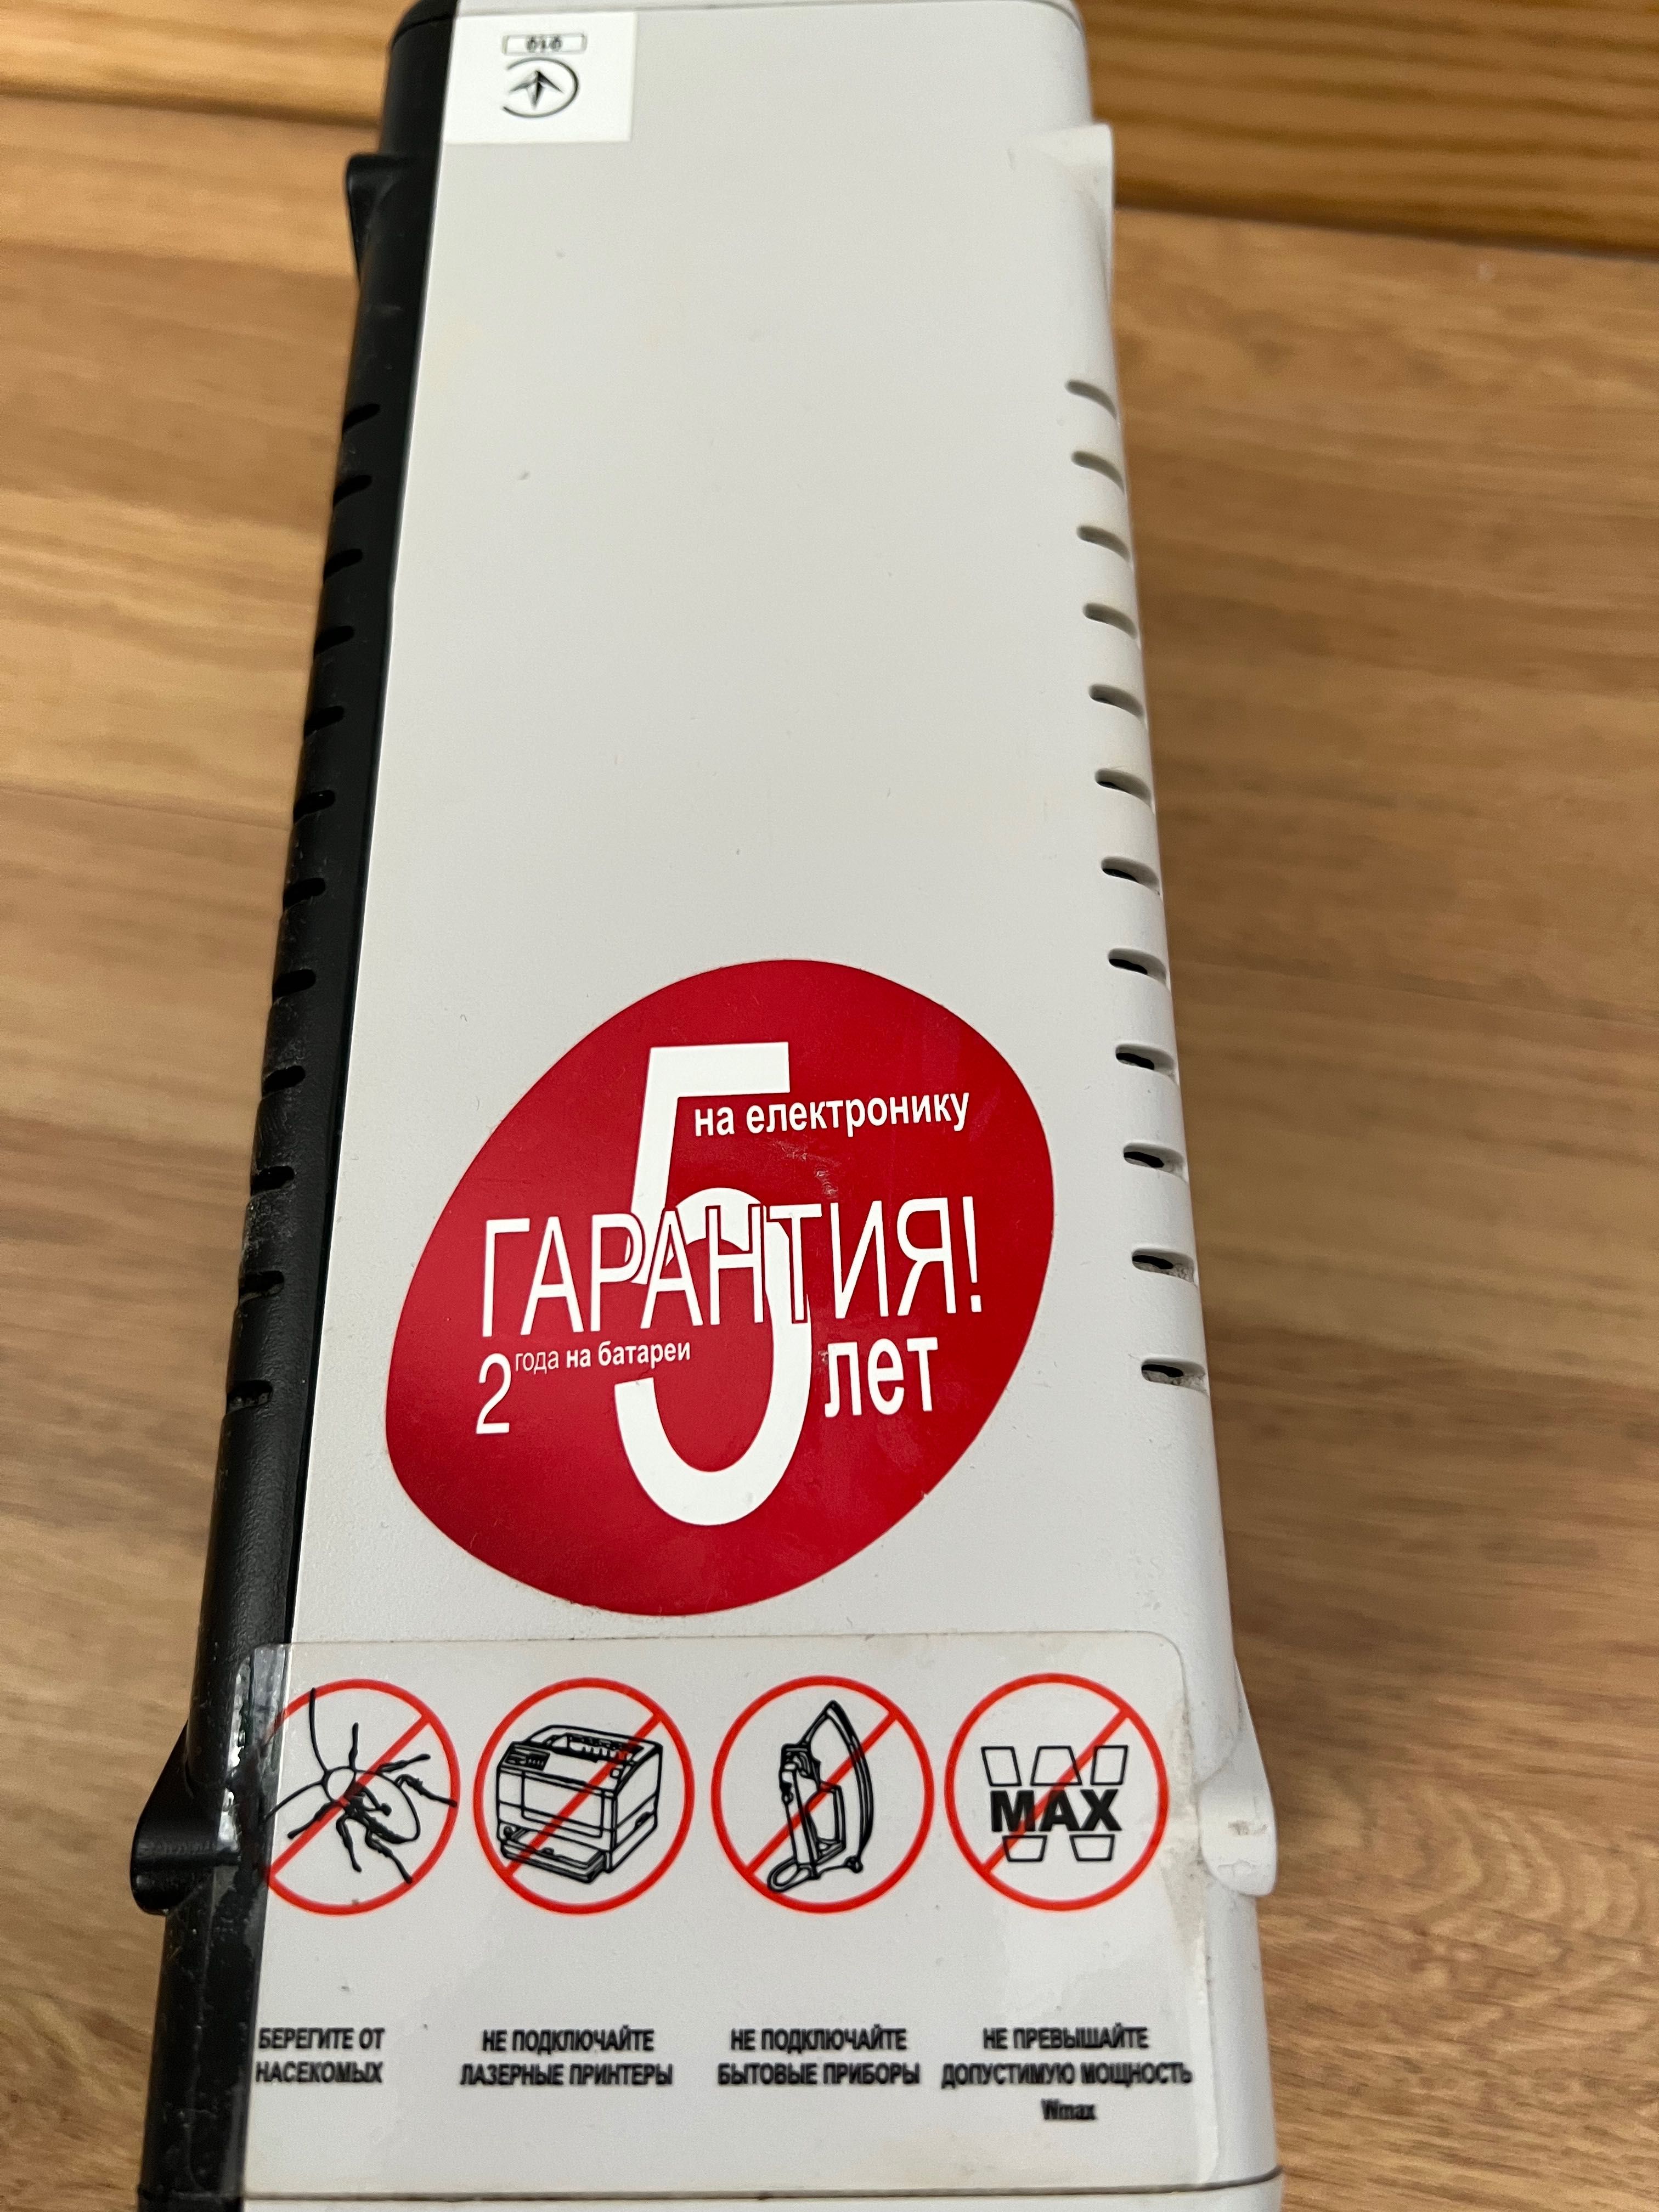 010
5
на електронику
ГАРАНТИЯ!
2 года на батареи
лет
MAX
БЕРЕГИТЕ ОТ
НАСЕКОМЫХ
НЕ ПОДКЛЮЧАЙТЕ
ЛАЗЕРНЫЕ ПРИНТЕРЫ
НЕ ПОДКЛЮЧАЙТЕ
БЫТОВЫЕ ПРИБОРЫ
НЕ ПРЕВЫШАЙТЕ
ДОПУСТИМУЮ МОЩНОСТЬ
Wmax